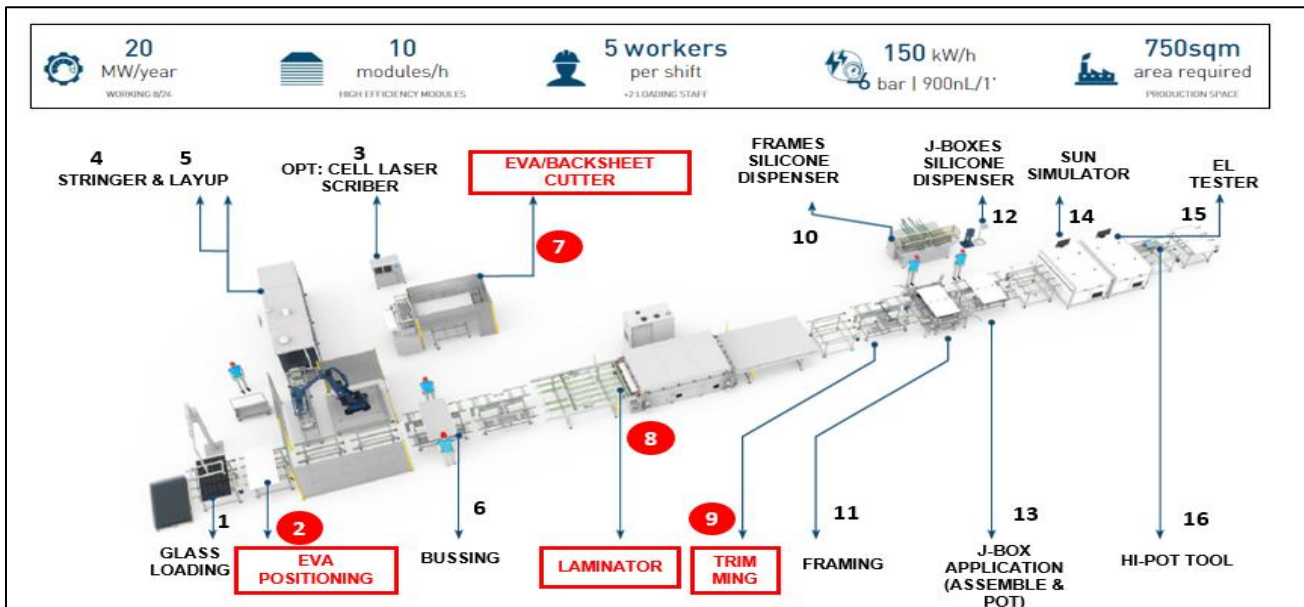 20
MW/year
WORKING 8/24
10
modules/h
HIGH EFFICIENCY MODULES
5 workers
per shift
+2 LOADING STAFF
150 kW/h
bar | 900nL/1'
750sqm
area required
PRODUCTION SPACE
4
5
STRINGER & LAYUP
3
OPT: CELL LASER
SCRIBER
EVA/BACKSHEET
CUTTER
7
FRAMES
SILICONE
DISPENSER
10
J-BOXES
SILICONE
DISPENSER
12
SUN
SIMULATOR
14
EL
TESTER
15
1
GLASS
LOADING
2
EVA
POSITIONING
6
BUSSING
8
LAMINATOR
9
TRIM
MING
11
FRAMING
13
J-BOX
APPLICATION
(ASSEMBLE &
POT)
16
HI-POT TOOL